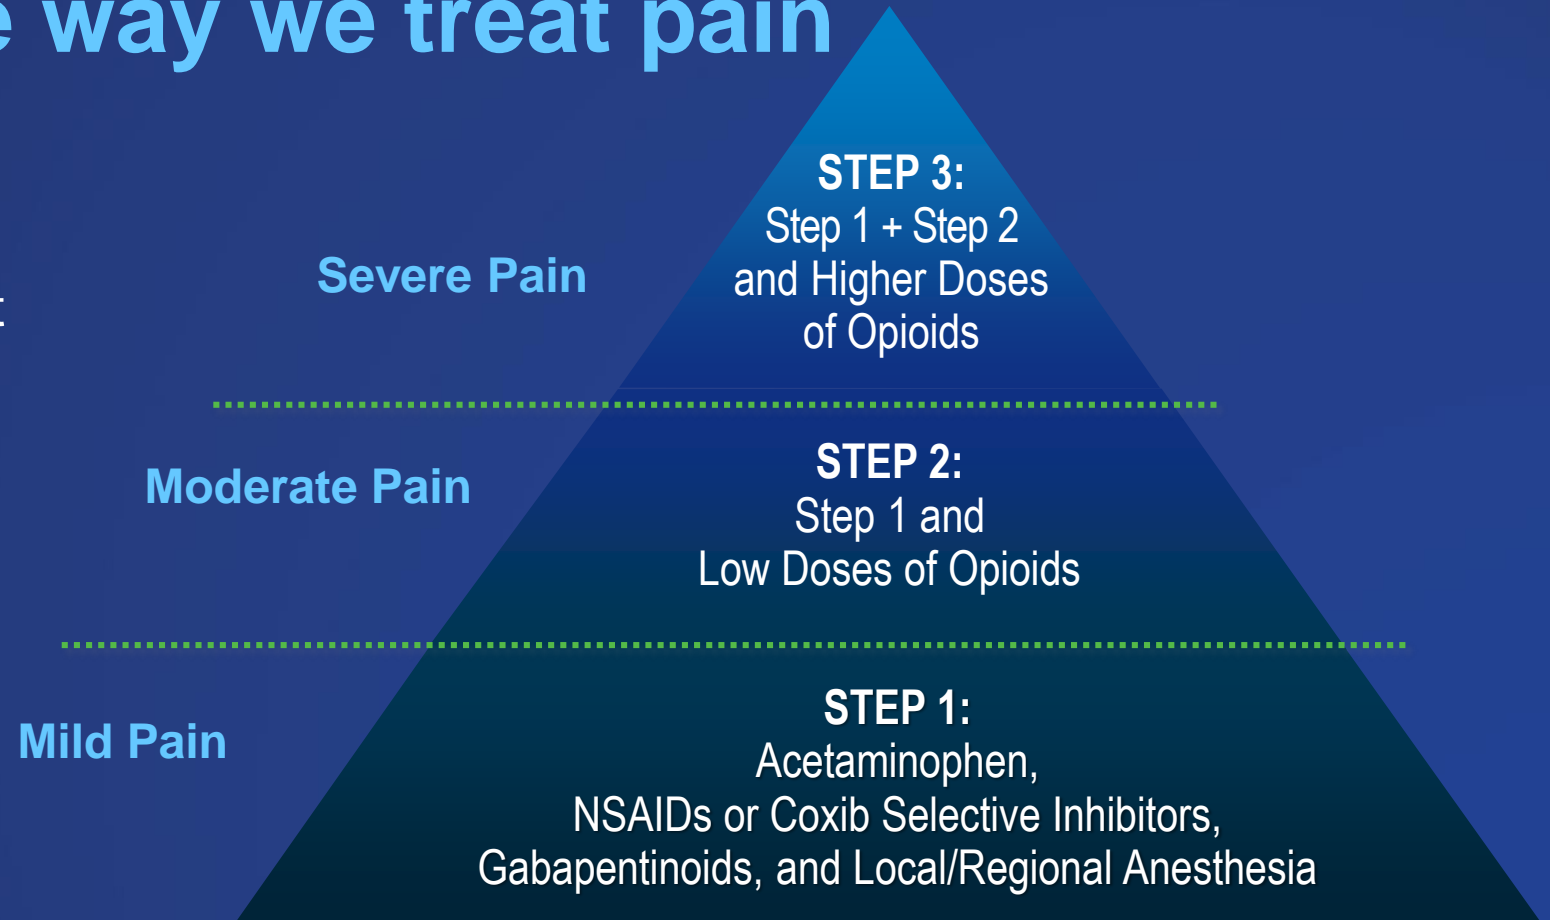 e way we treat pain
STEP 3:
Step 1 + Step 2
and Higher Doses
of Opioids
Severe Pain
STEP 2:
Step 1 and
Low Doses of Opioids
Moderate Pain
STEP 1:
Acetaminophen,
NSAIDs or Coxib Selective Inhibitors,
Gabapentinoids, and Local/Regional Anesthesia
Mild Pain